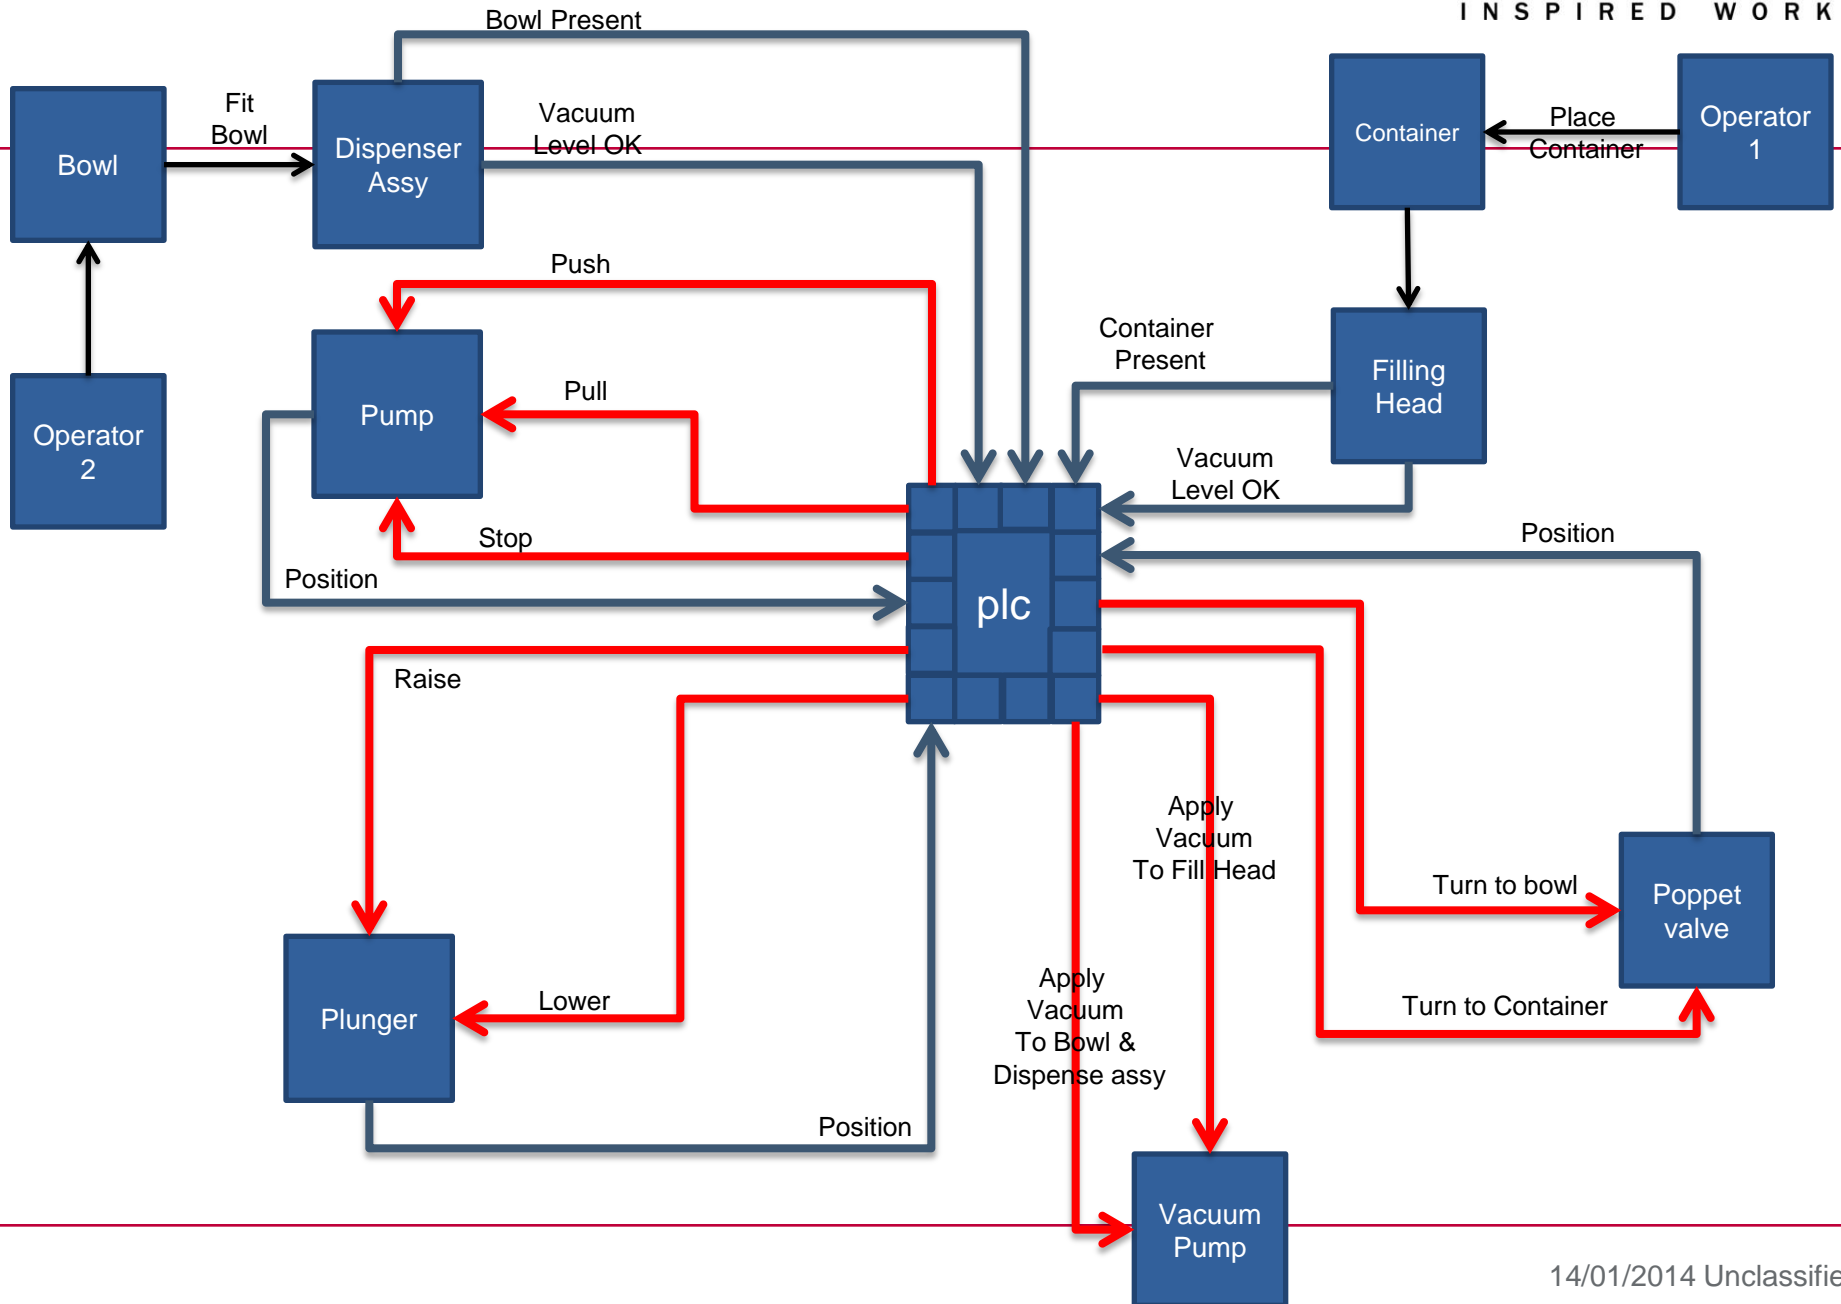 INSPIRED WORK
Bowl Present
Bowl
Fit
Bowl
Dispenser
Assy
Vacuum
Level OK
Container
Place
Container
Operator
1
Push
Container
Present
Filling
Head
Pump
Pull
Operator
2
Vacuum
Level OK
Stop
Position
Position
plc
Raise
Apply
Vacuum
To Fill Head
Turn to bowl
Poppet
valve
Plunger
Lower
Apply
Vacuum
To Bowl &
Dispense assy
Turn to Container
Position
Vacuum
Pump
14/01/2014 Unclassifie